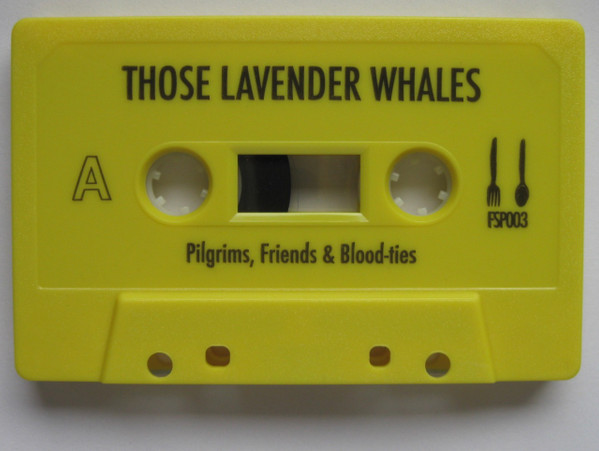 THOSE LAVENDER WHALES
A
FSP003
Pilgrims, Friends & Blood-ties